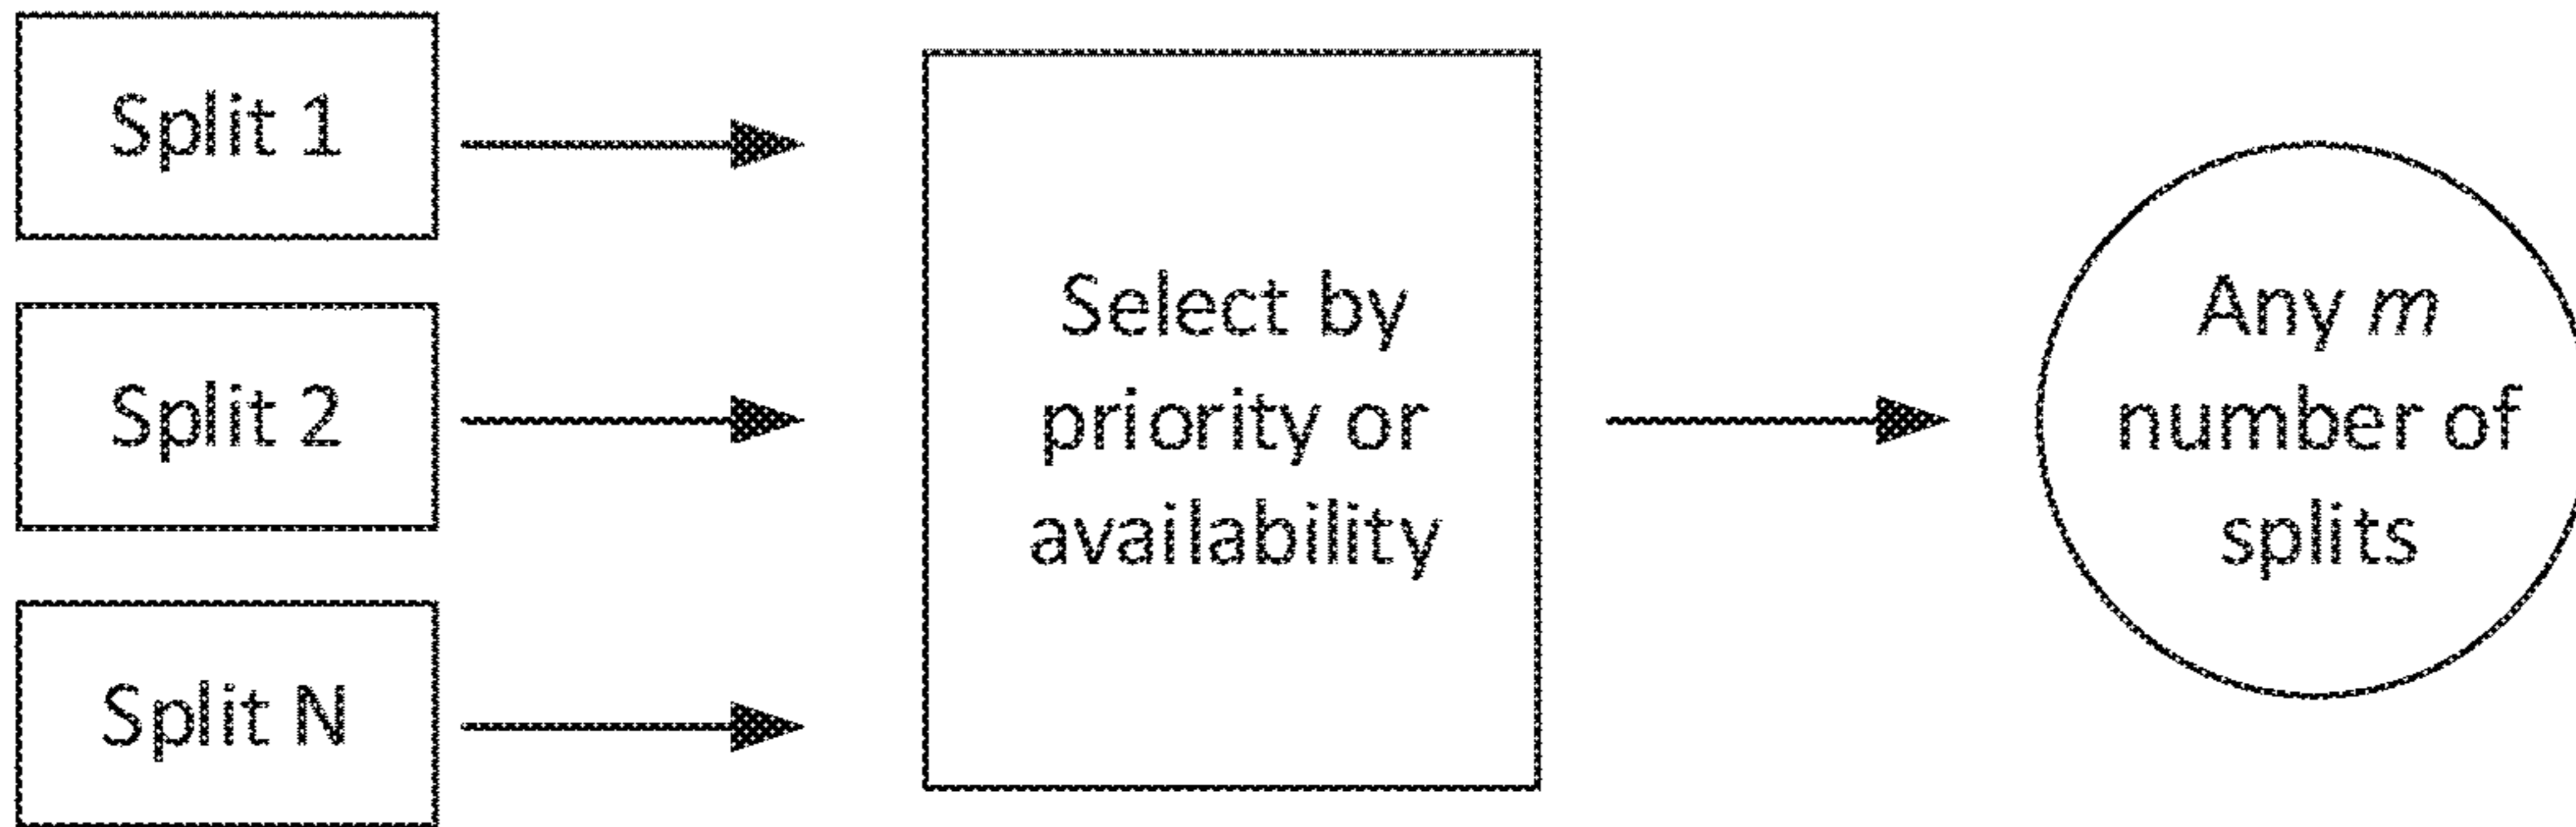 Split 1
Split 2
Split N
Select by
priority or
availability
Any m
number of
splits